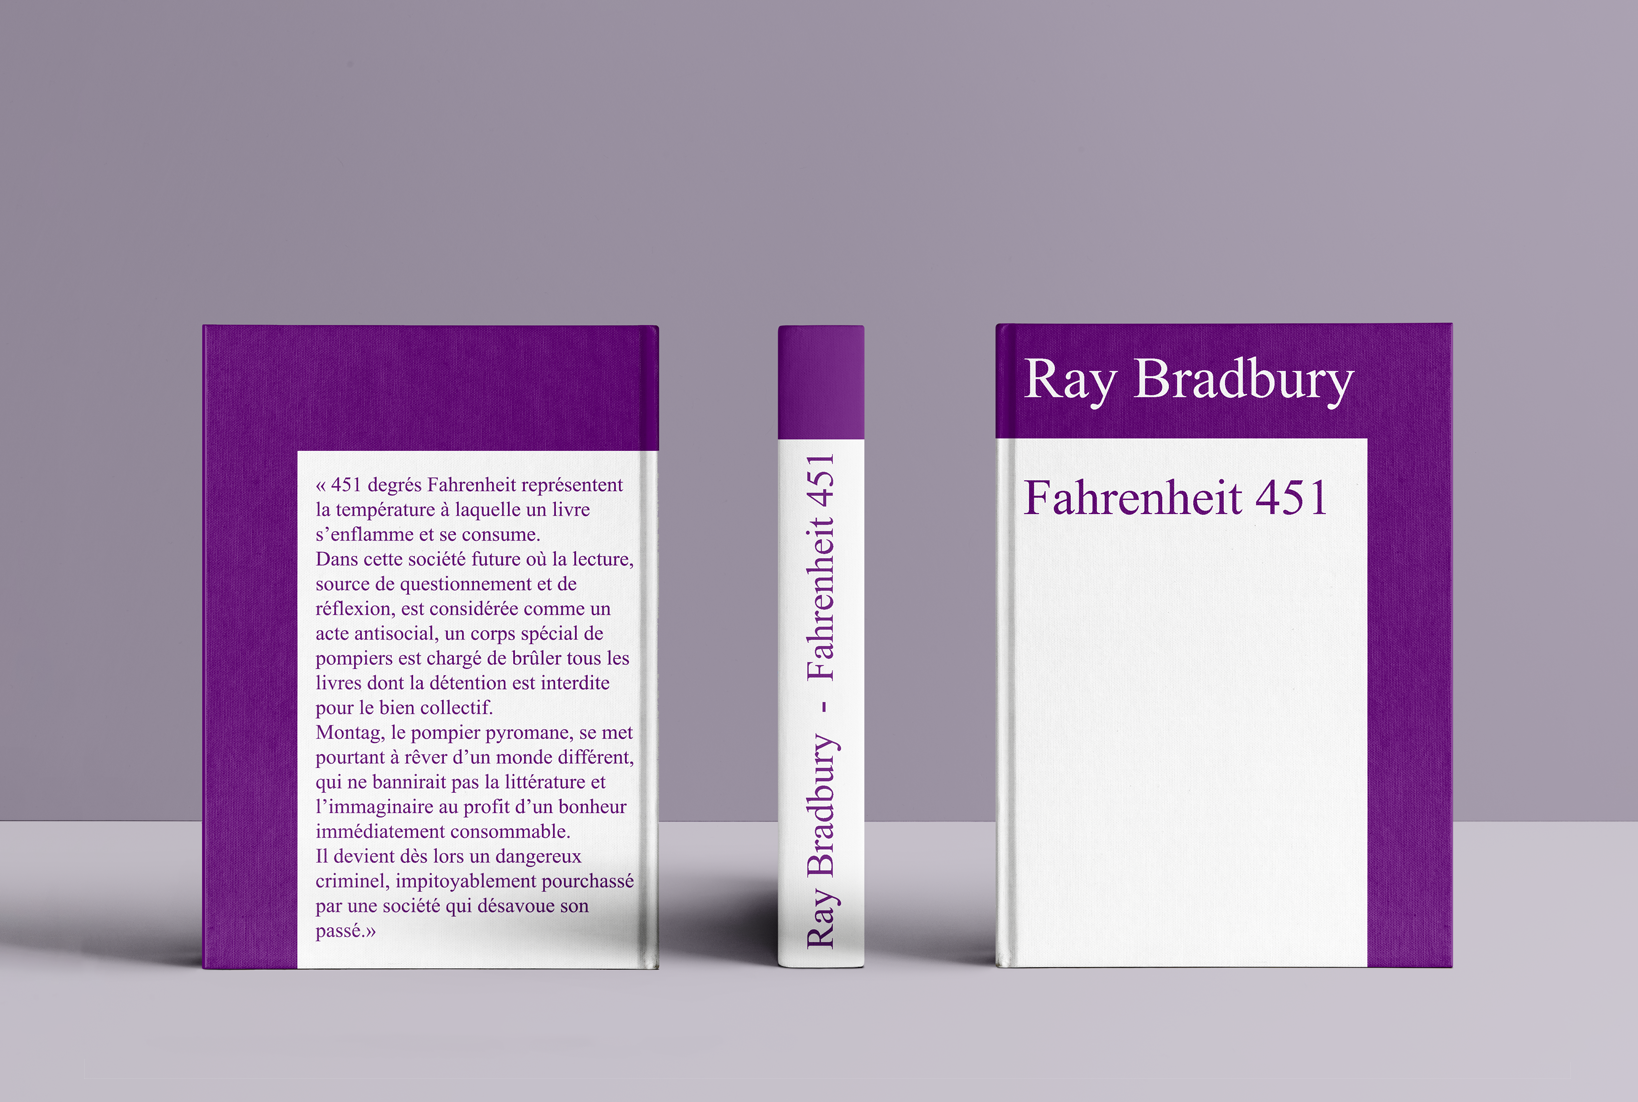 « 451 degrés Fahrenheit représentent
la température à laquelle un livre
s’enflamme et se consume.
Dans cette société future où la lecture,
source de questionnement et de
réflexion, est considérée comme un
acte antisocial, un corps spécial de
pompiers est chargé de brûler tous les
livres dont la détention est interdite
pour le bien collectif.
Montag, le pompier pyromane, se met
pourtant à rêver d’un monde différent,
qui ne bannirait pas la littérature et
l’immaginaire au profit d’un bonheur
immédiatement consommable.
Il devient dès lors un dangereux
criminel, impitoyablement pourchassé
par une société qui désavoue son
passé.»
Ray Bradbury - Fahrenheit 451
Ray Bradbury
Fahrenheit 451